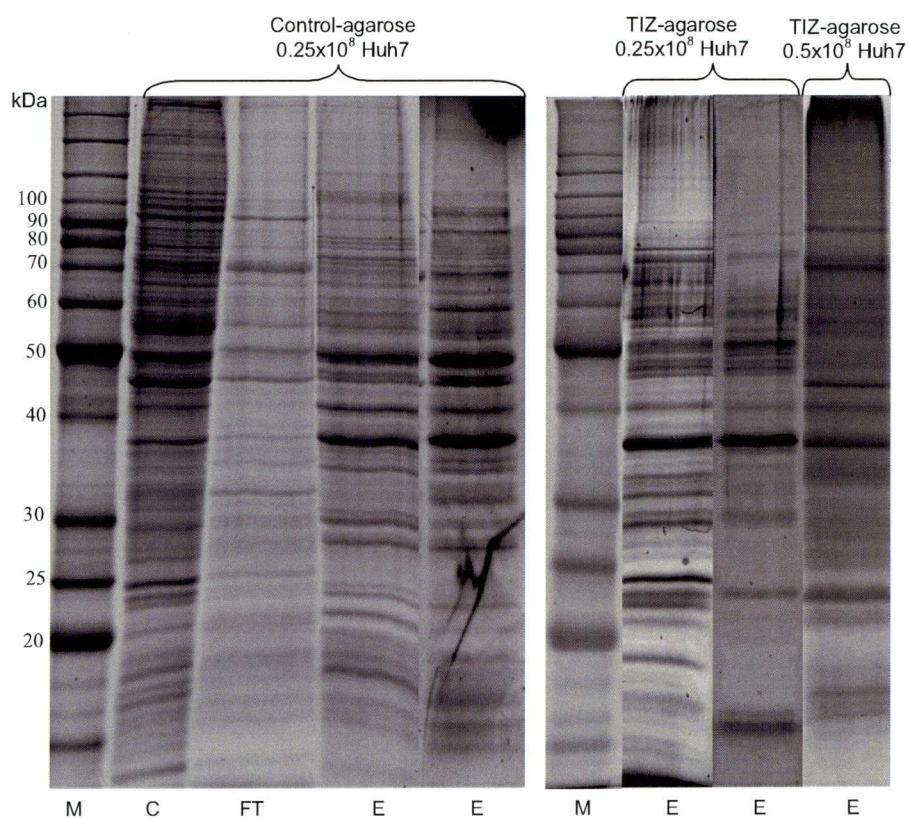 Control-agarose
0.25x10⁸ Huh7
TIZ-agarose
0.25x10⁸ Huh7
TIZ-agarose
0.5x10⁸ Huh7
kDa
100
90
80
70
60
50
40
30
25
20
M C FT E E M E E E